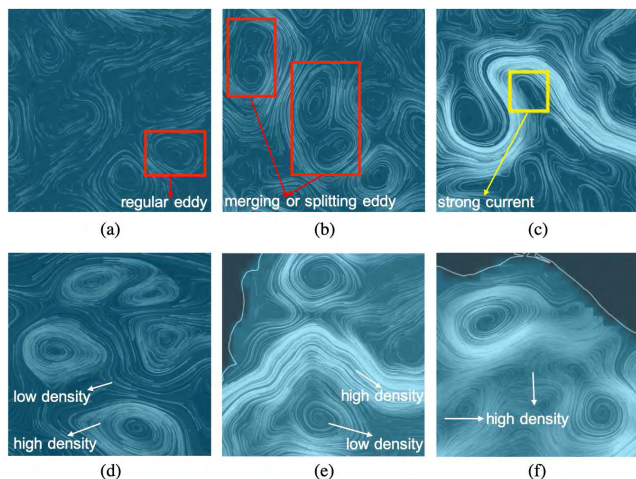 regular eddy
merging or splitting eddy
strong current
(a)
(b)
(c)
low density
high density
high density
low density
high density
(d)
(e)
(f)